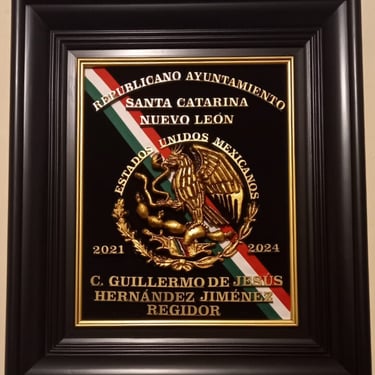 REPUBLICANO AYUNTAMIENTO
SANTA CATARINA
NUEVO LEÓN
ESTADOS UNIDOS MEXICANOS
2021 2024
C. GUILLERMO DE JESÚS
HERNÁNDEZ JIMÉNEZ
REGIDOR